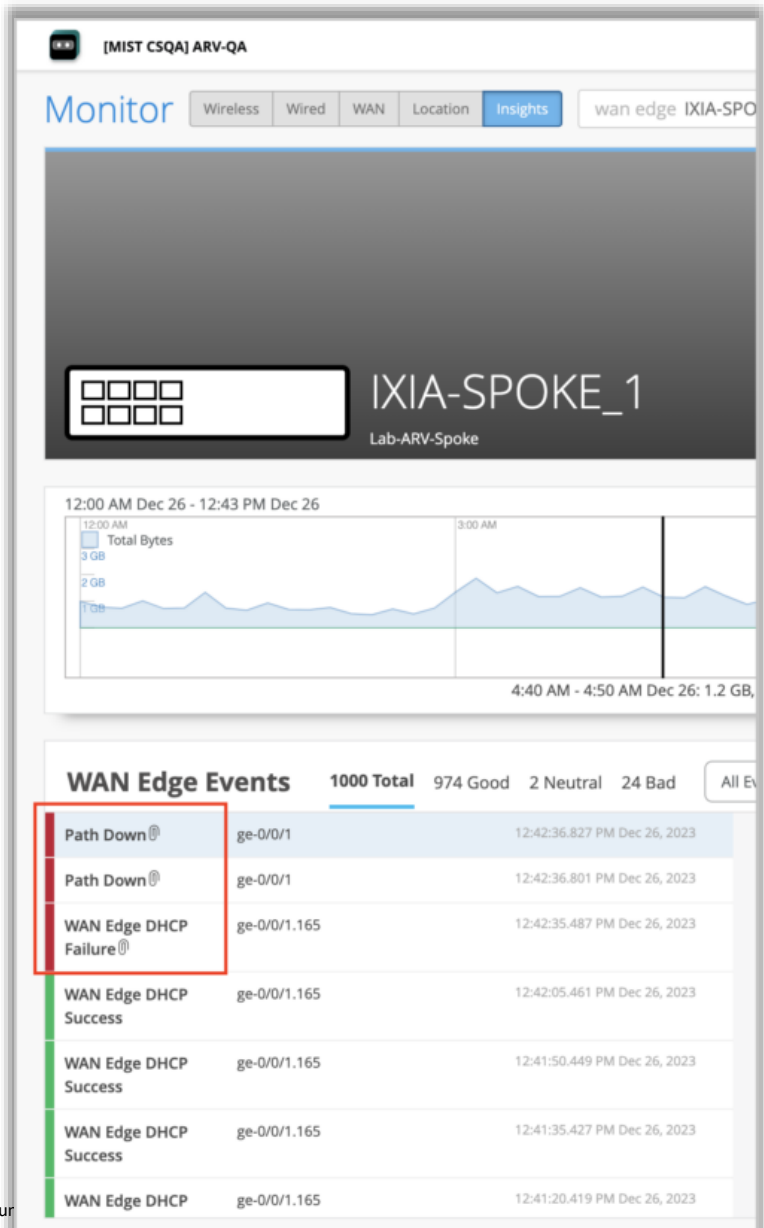 [MIST CSQA] ARV-QA
Monitor Wireless Wired WAN Location Insights wan edge IXIA-SPO
IXIA-SPOKE_1
Lab-ARV-Spoke
12:00 AM Dec 26 - 12:43 PM Dec 26
12:00 AM 3:00 AM
Total Bytes
3 GB
2 GB
1 GB
4:40 AM - 4:50 AM Dec 26: 1.2 GB,
WAN Edge Events 1000 Total 974 Good 2 Neutral 24 Bad All Ev
Path Down ge-0/0/1 12:42:36.827 PM Dec 26, 2023
Path Down ge-0/0/1 12:42:36.801 PM Dec 26, 2023
WAN Edge DHCP ge-0/0/1.165 12:42:35.487 PM Dec 26, 2023
Failure
WAN Edge DHCP ge-0/0/1.165 12:42:05.461 PM Dec 26, 2023
Success
WAN Edge DHCP ge-0/0/1.165 12:41:50.449 PM Dec 26, 2023
Success
WAN Edge DHCP ge-0/0/1.165 12:41:35.427 PM Dec 26, 2023
Success
WAN Edge DHCP ge-0/0/1.165 12:41:20.419 PM Dec 26, 2023